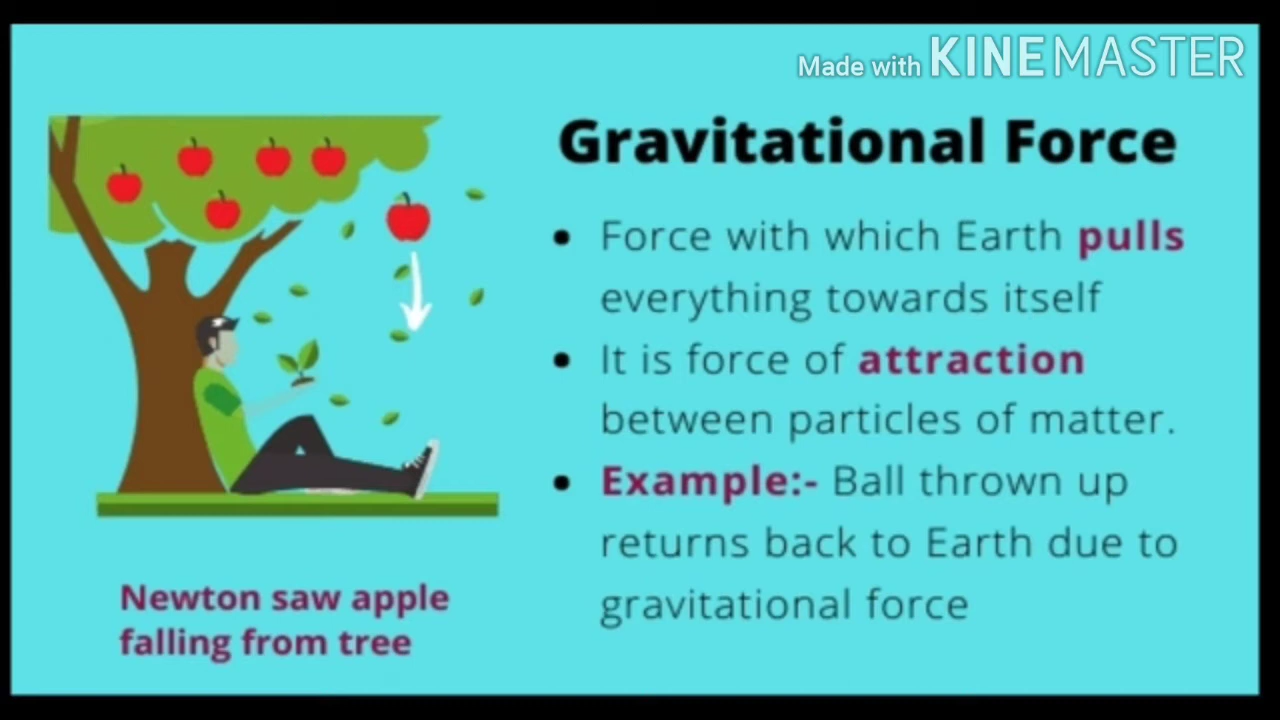 Made with KINEMASTER
Gravitational Force
• Force with which Earth pulls
everything towards itself
• It is force of attraction
between particles of matter.
• Example:- Ball thrown up
returns back to Earth due to
gravitational force
Newton saw apple
falling from tree